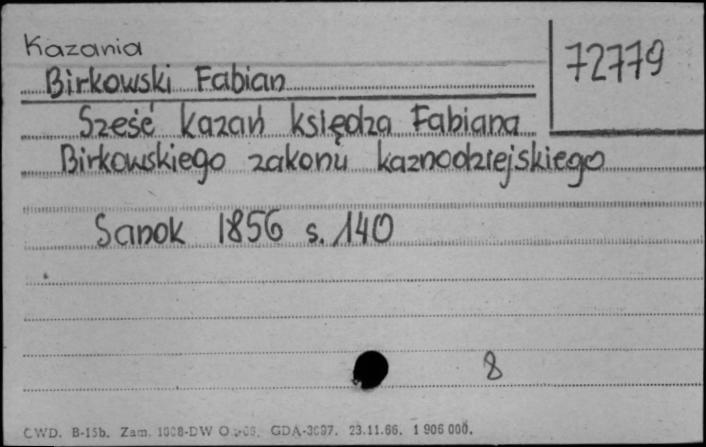 Kazania
72779
Birkowski Fabian
Sześć kazań księdza Fabiana
Birkowskiego zakonu kaznodziejskiego
Sanok 1856 s. 140
8
CWD. B-15b. Zam. GDA-3097. 23.11.66. 1 906 000.